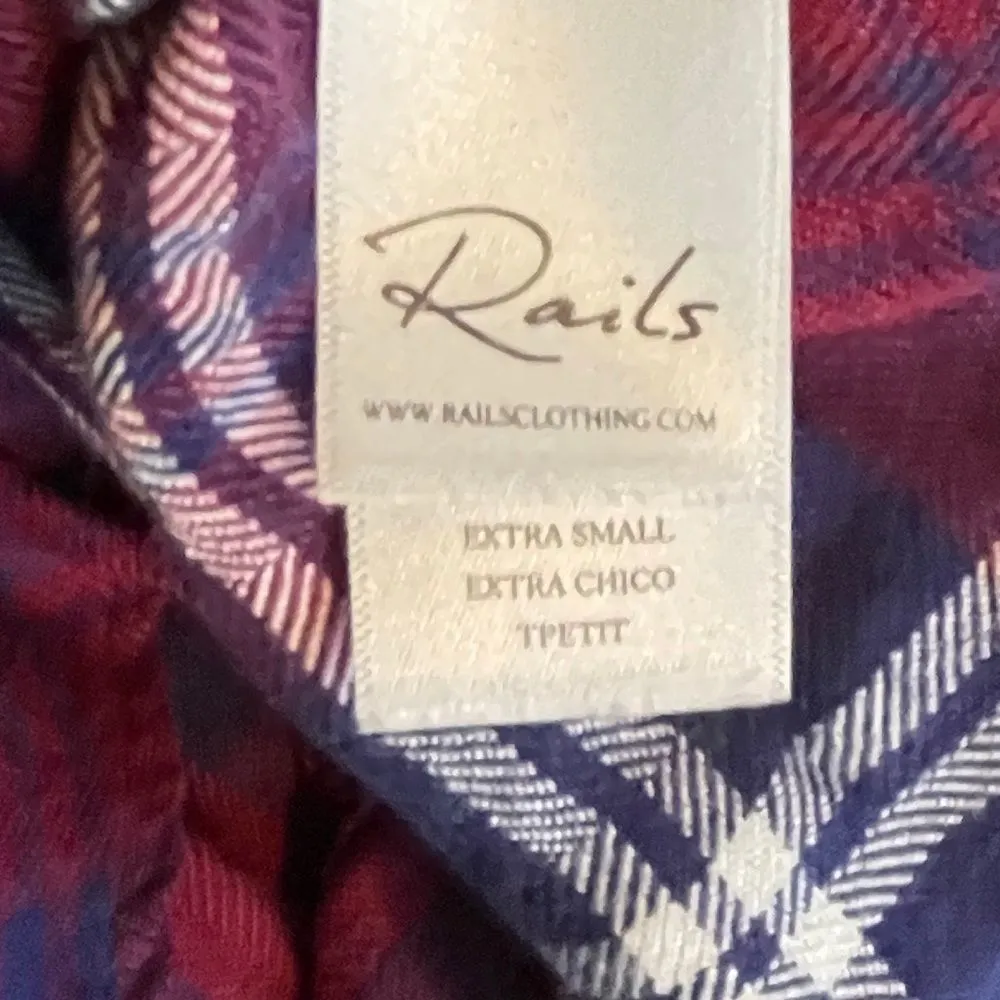 Rails
WWW.RAILSCLOTHING.COM
EXTRA SMALL
EXTRA CHICO
TPETIT